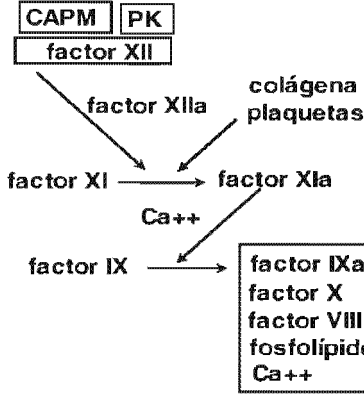 CAPM PK
factor XII
factor XIIa
colágena
plaquetas
factor XI factor XIa
Ca++
factor IX
factor IXa
factor X
factor VIII
Ca++